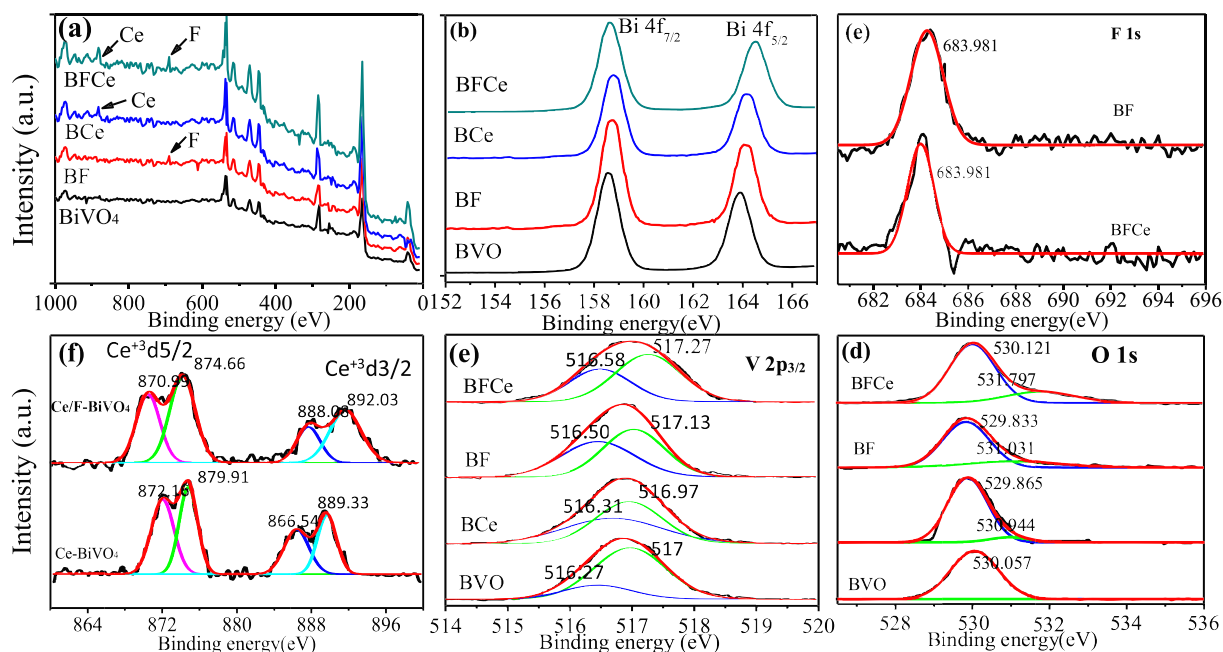 (a)
Ce
F
BFCe
Ce
BCe
F
BF
BiVO4
Intensity (a.u.)
1000 800 600 400 200 0
Binding energy (eV)
(b)
Bi 4f7/2
Bi 4f5/2
BFCe
BCe
BF
BVO
152 154 156 158 160 162 164 166
Binding energy(eV)
(e)
F 1s
683.981
BF
683.981
BFCe
682 684 686 688 690 692 694 696
Binding energy(eV)
(f)
Ce+3d5/2
874.66
870.99
Ce+3d3/2
892.03
888.08
Ce/F-BiVO4
879.91
872.16
889.33
866.54
Ce-BiVO4
Intensity (a.u.)
864 872 880 888 896
Binding energy(eV)
(e)
V 2p3/2
517.27
516.58
BFCe
517.13
516.50
BF
516.97
516.31
BCe
517
516.27
BVO
514 515 516 517 518 519 520
Binding energy(eV)
(d)
O 1s
530.121
531.797
BFCe
529.833
531.031
BF
529.865
530.944
530.057
BVO
528 530 532 534 536
Binding energy(eV)